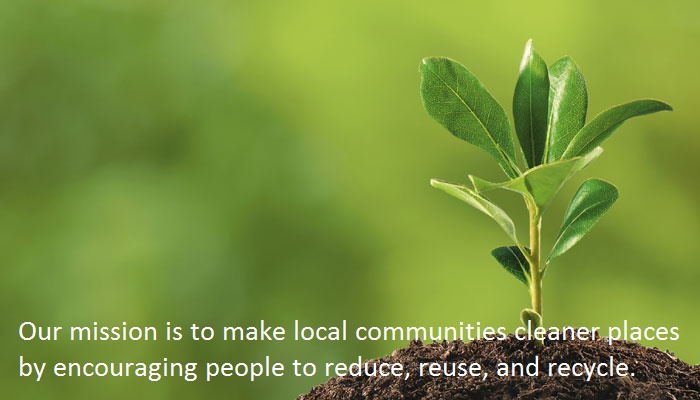 Our mission is to make local communities cleaner places
by encouraging people to reduce, reuse, and recycle.